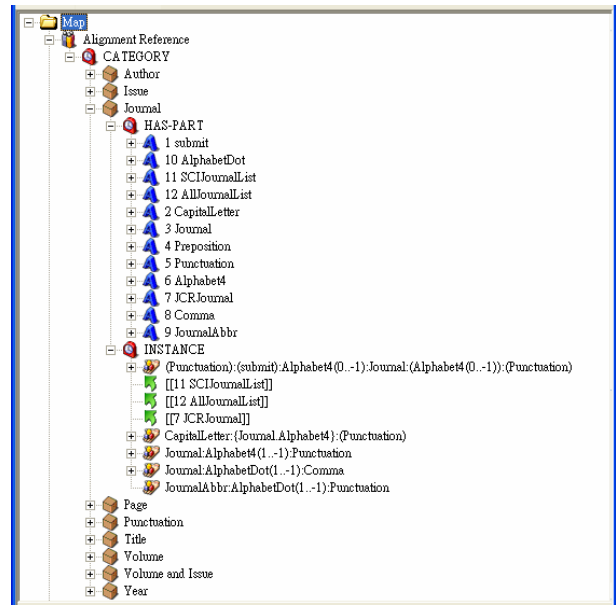 Map
Alignment Reference
CATEGORY
Author
Issue
Journal
HAS-PART
1 submit
10 AlphabetDot
11 SCIJournalList
12 AllJournalList
2 CapitalLetter
3 Journal
4 Preposition
5 Punctuation
6 Alphabet4
7 JCRJournal
8 Comma
9 JournalAbbr
INSTANCE
(Punctuation):(submit):Alphabet4(0..-1):Journal:(Alphabet4(0..-1)):(Punctuation)
[[11 SCIJournalList]]
[[12 AllJournalList]]
[[7 JCRJournal]]
CapitalLetter:{Journal.Alphabet4}:(Punctuation)
Journal:Alphabet4(1..-1):Punctuation
Journal:AlphabetDot(1..-1):Comma
JournalAbbr:AlphabetDot(1..-1):Punctuation
Page
Punctuation
Title
Volume
Volume and Issue
Year